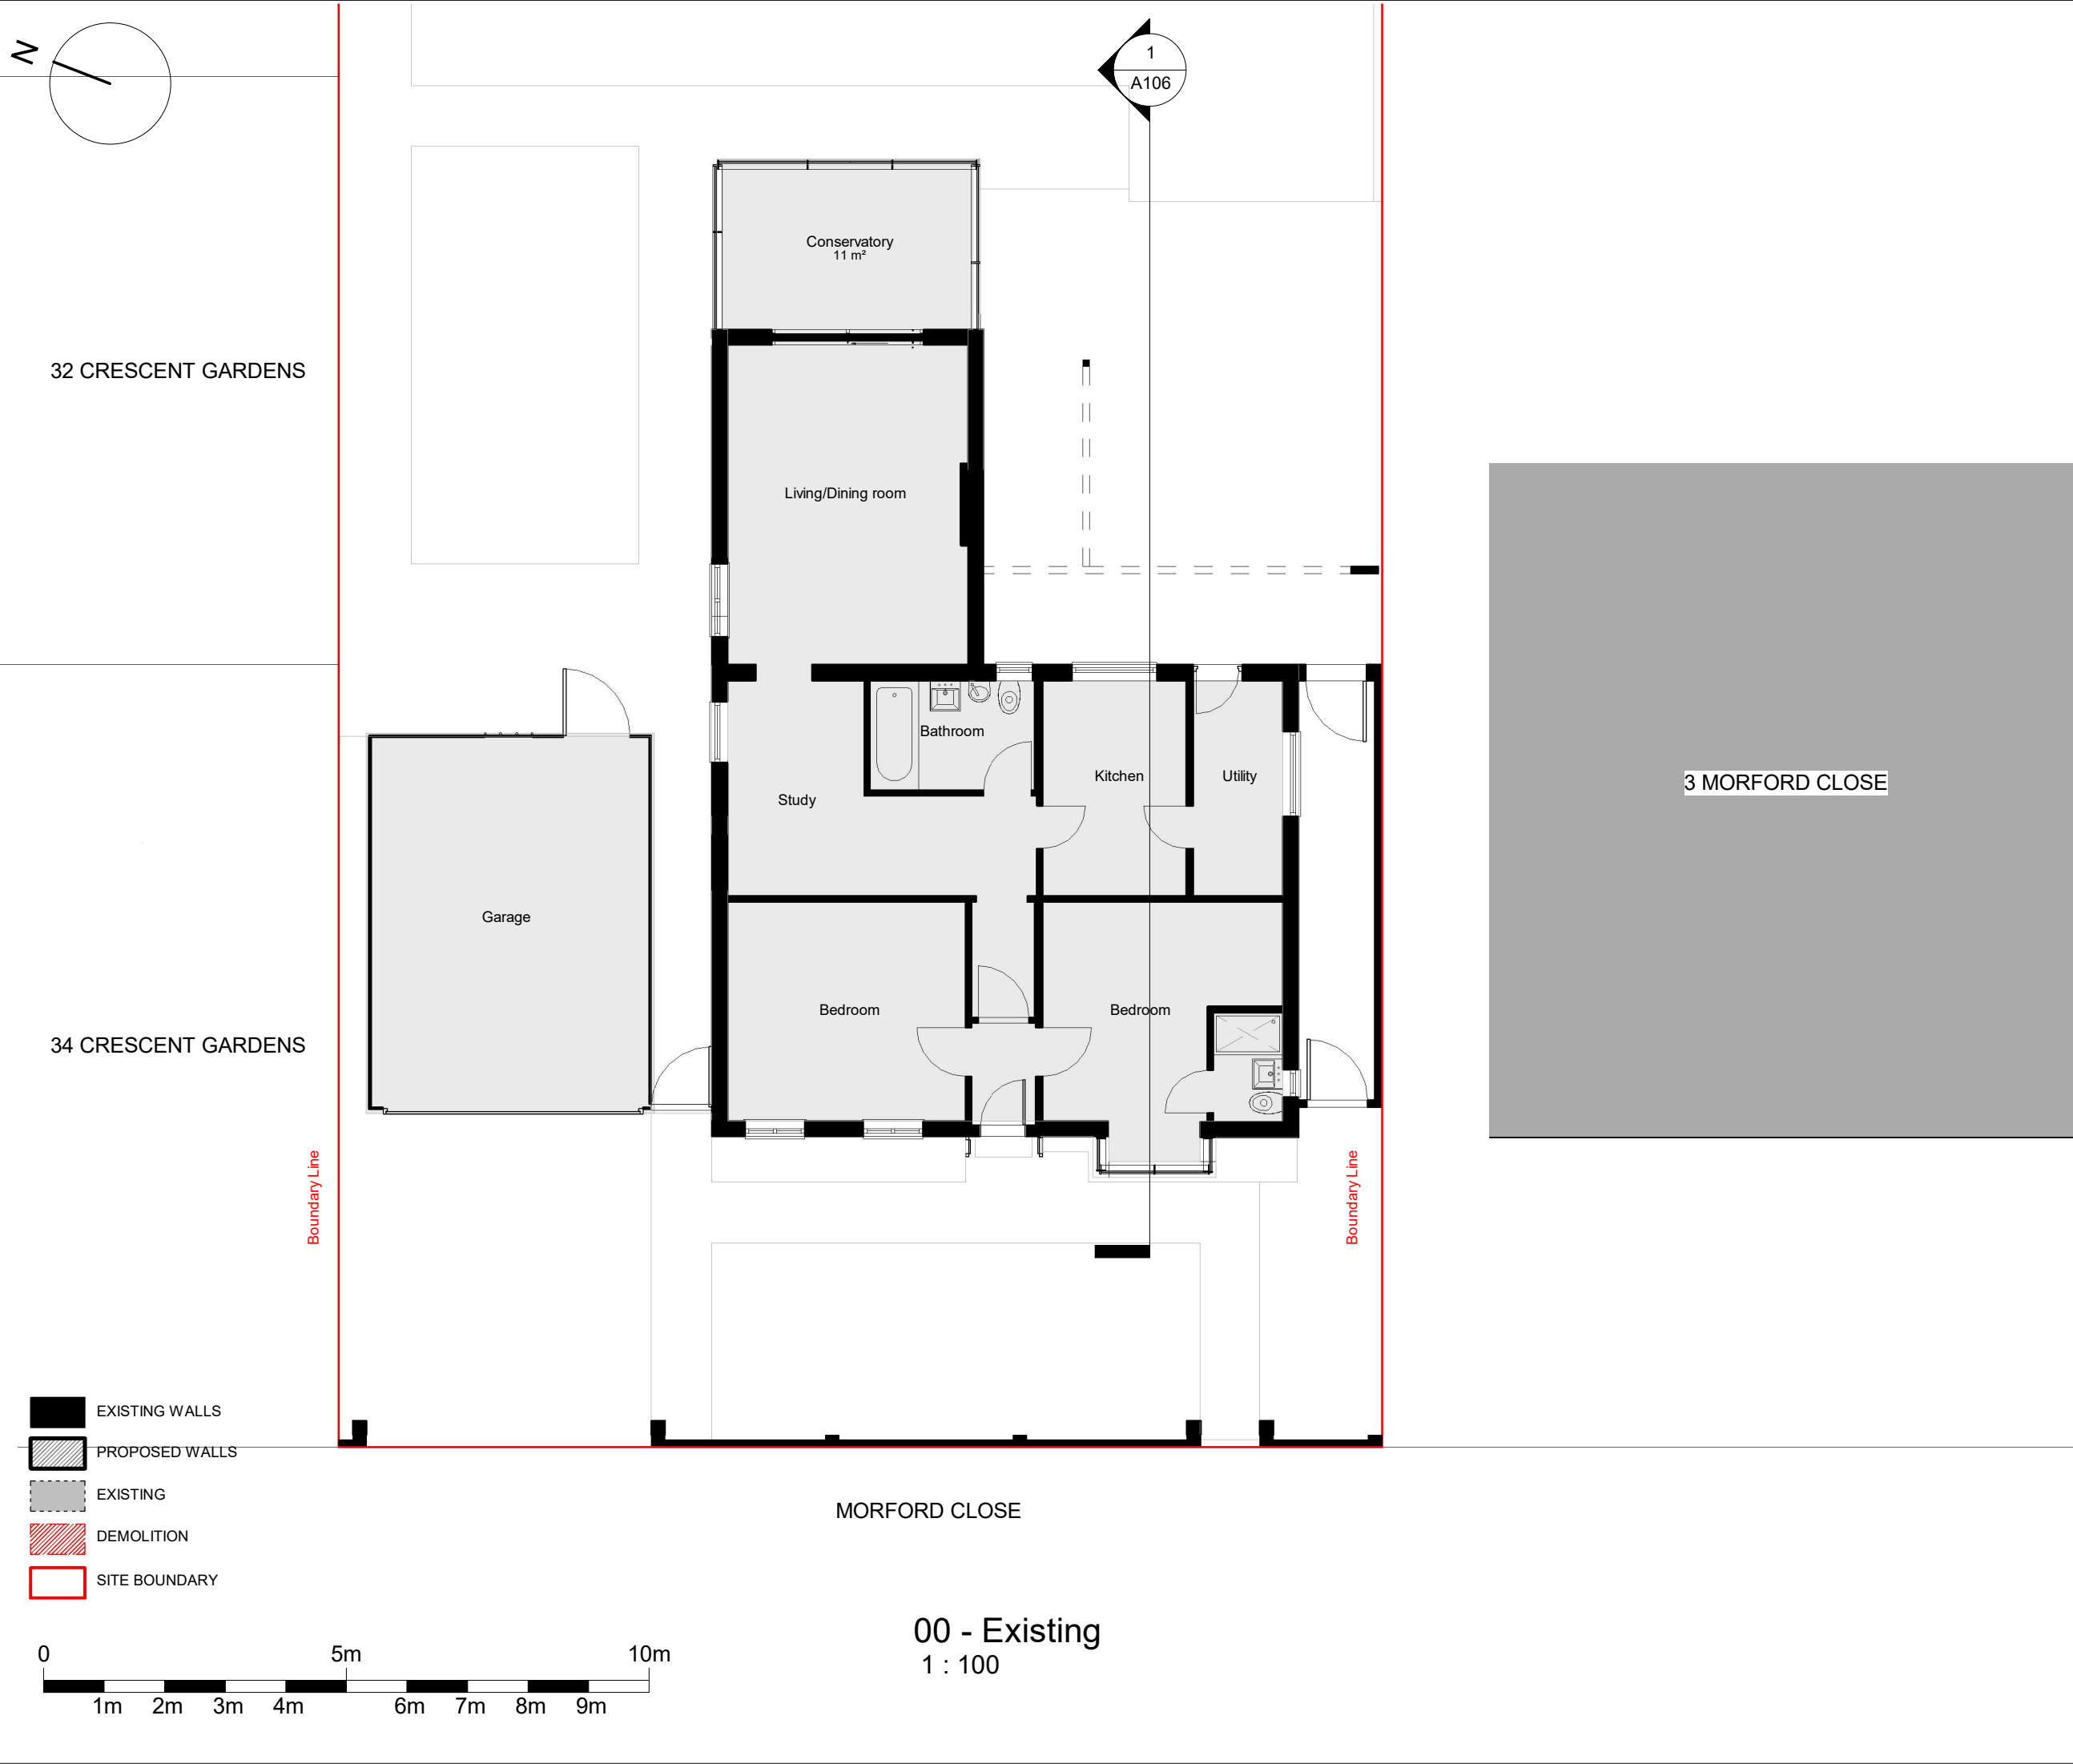 N
1
A106
Conservatory
11 m²
32 CRESCENT GARDENS
Living/Dining room
Bathroom
Kitchen
Utility
3 MORFORD CLOSE
Study
Garage
Bedroom
Bedroom
34 CRESCENT GARDENS
Boundary Line
Boundary Line
EXISTING WALLS
PROPOSED WALLS
EXISTING
DEMOLITION
SITE BOUNDARY
MORFORD CLOSE
00 - Existing
1 : 100
0 5m 10m
1m 2m 3m 4m 6m 7m 8m 9m